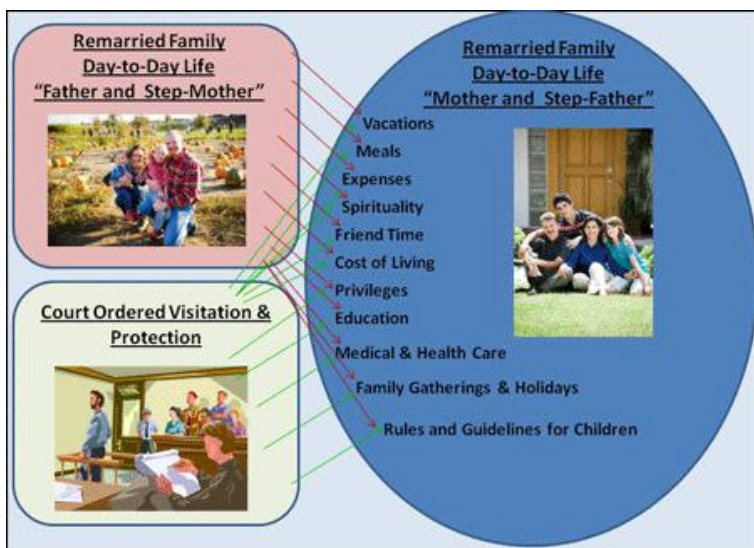 Remarried Family
Day-to-Day Life
“Father and  Step-Mother”
Court Ordered Visitation &
Protection
Remarried Family
Day-to-Day Life
“Mother and  Step-Father”
Vacations
Meals
Expenses
Spirituality
Friend Time
Cost of Living
Privileges
Education
Medical & Health Care
Family Gatherings & Holidays
Rules and Guidelines for Children